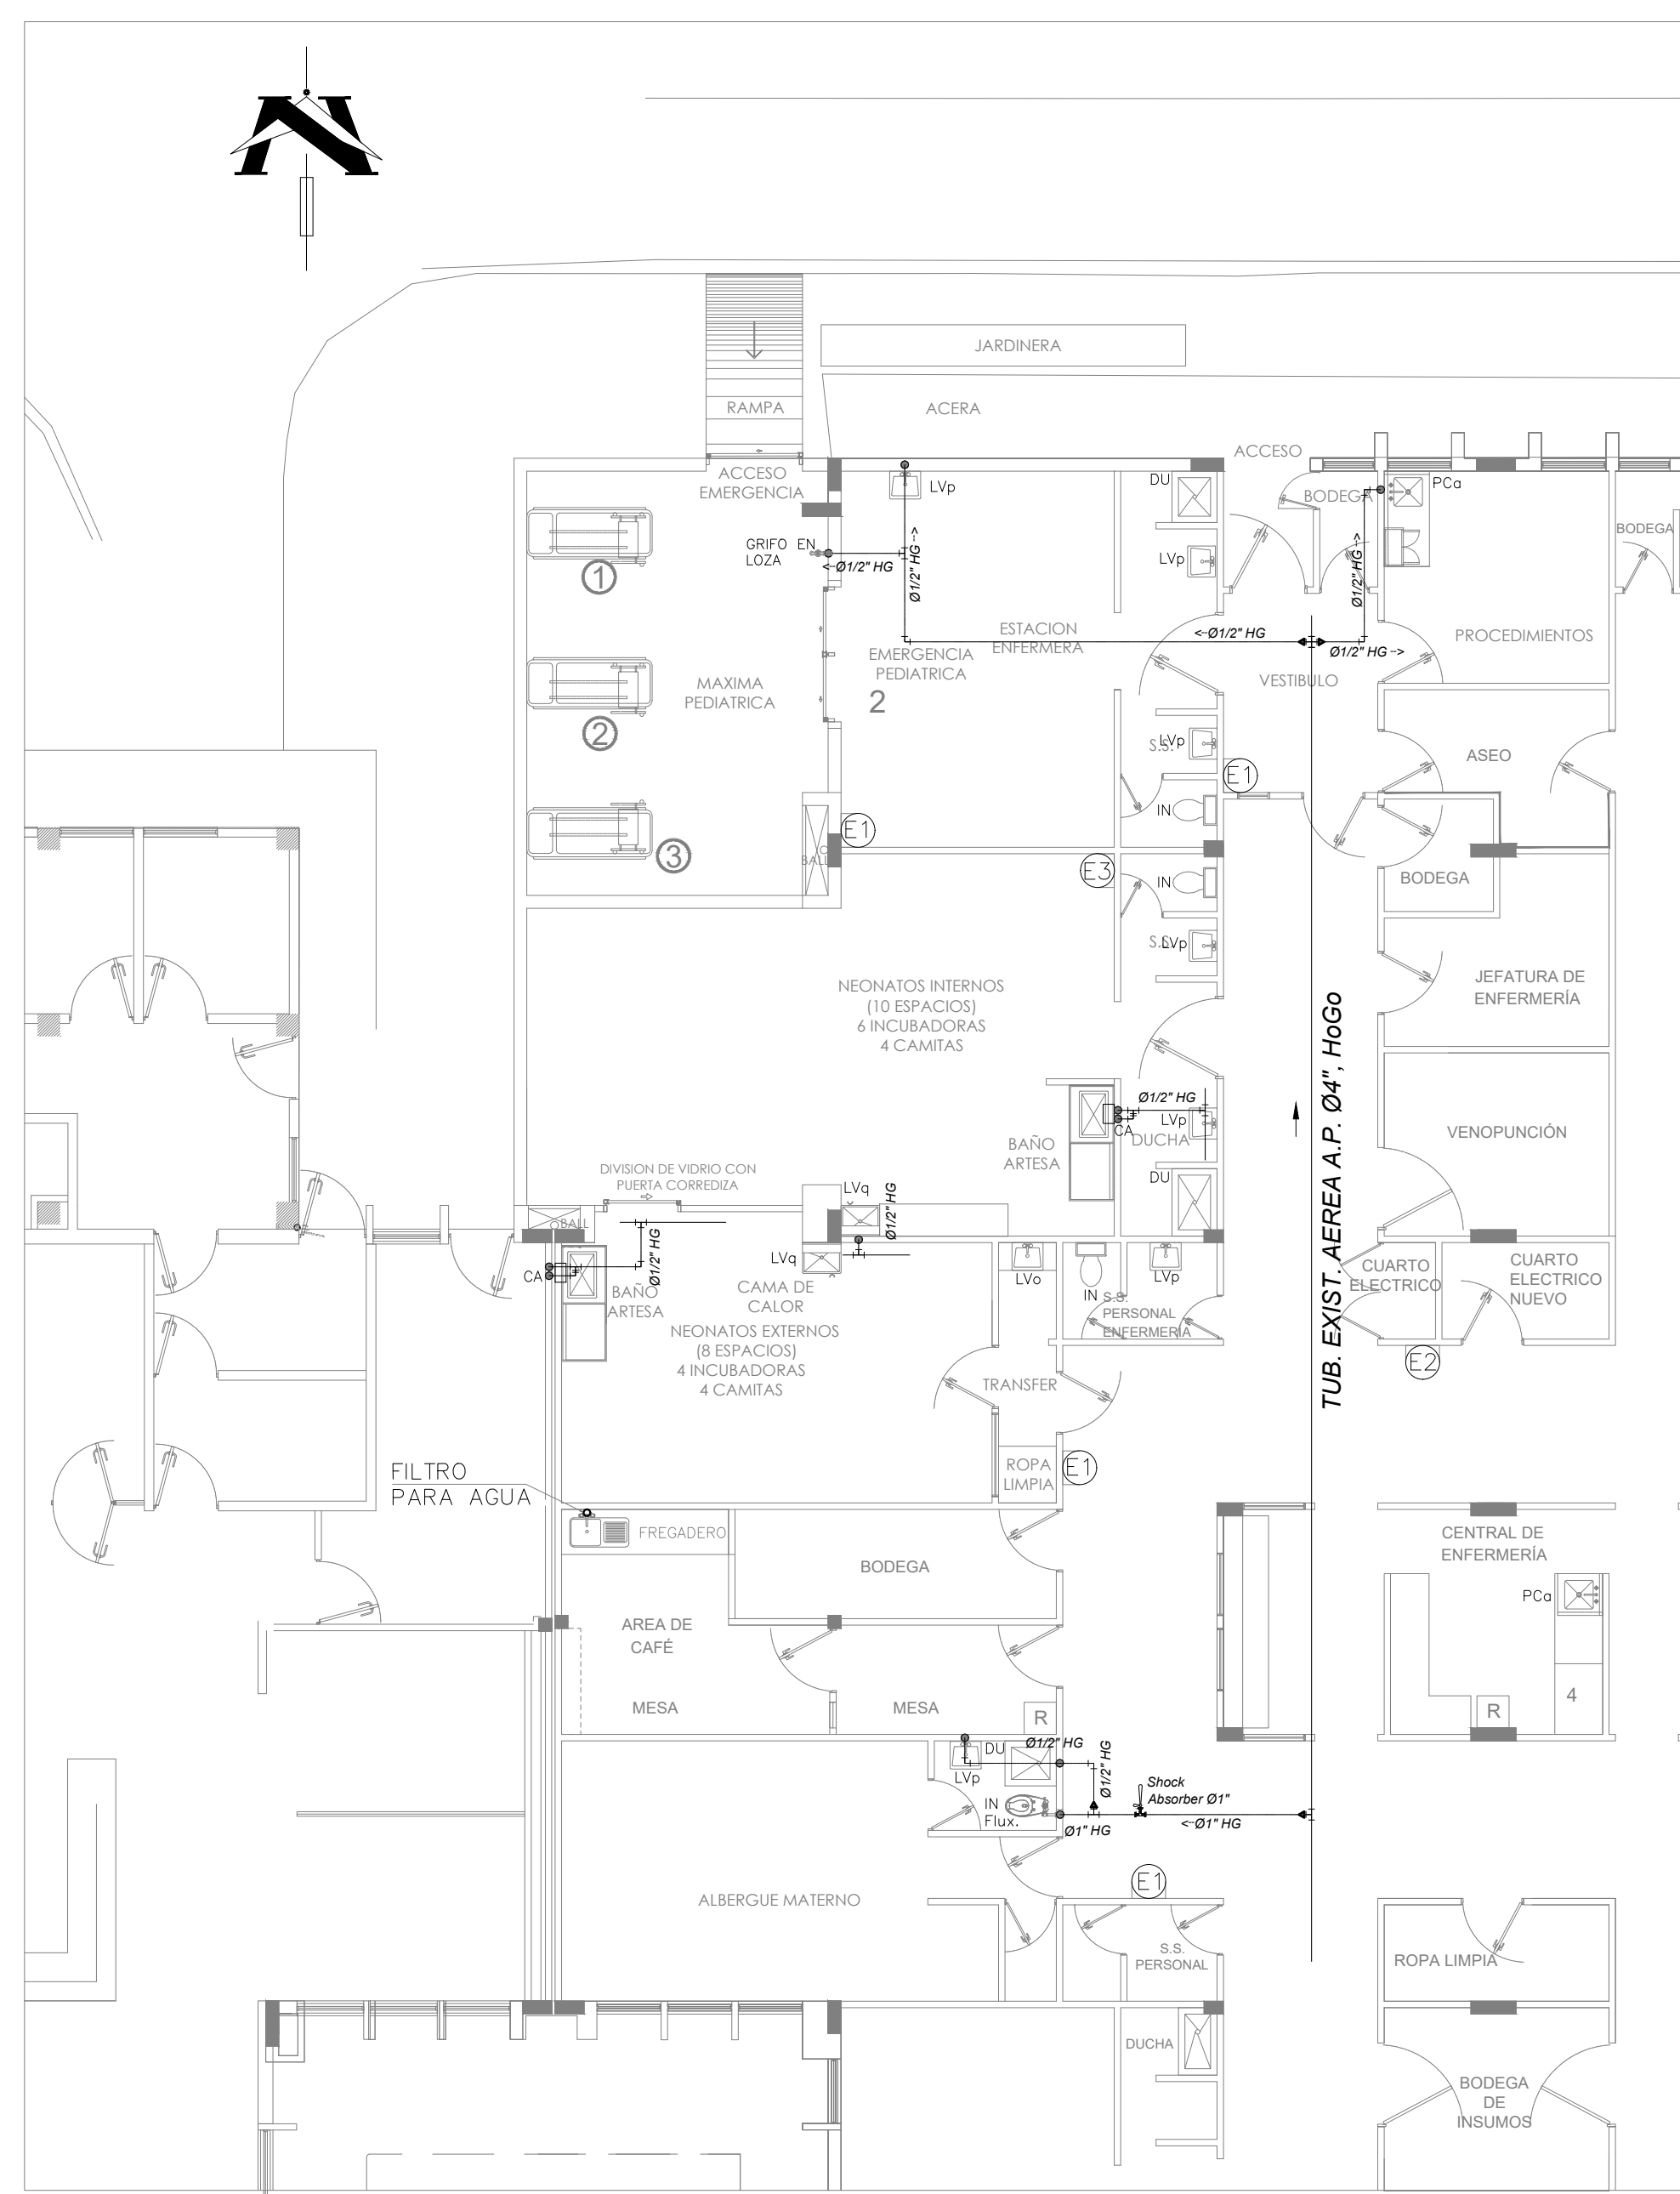 N
JARDINERA
RAMPA
ACERA
ACCESO
ACCESO
EMERGENCIA
LVp
DU
BODEGA
PCa
BODEGA
GRIFO EN
LOZA
<-Ø1/2" HG
Ø1/2" HG ->
LVp
Ø1/2" HG ->
1
ESTACION
ENFERMERA
<-Ø1/2" HG
Ø1/2" HG ->
PROCEDIMIENTOS
EMERGENCIA
PEDIATRICA
2
MAXIMA
PEDIATRICA
VESTIBULO
2
S.S.
LVp
ASEO
E1
IN
E1
3
BALL
E3
IN
BODEGA
S.S.
LVp
NEONATOS INTERNOS
(10 ESPACIOS)
6 INCUBADORAS
4 CAMITAS
JEFATURA DE
ENFERMERÍA
TUB. EXIST. AEREA A.P. Ø4", HoGo
Ø1/2" HG
LVp
CA
DUCHA
BAÑO
ARTESA
VENOPUNCIÓN
DIVISION DE VIDRIO CON
PUERTA CORREDIZA
LVq
Ø1/2" HG
DU
BALL
Ø1/2" HG
LVq
CA
BAÑO
ARTESA
CAMA DE
CALOR
LVo
IN
LVp
S.S.
PERSONAL
ENFERMERIA
CUARTO
ELECTRICO
CUARTO
ELECTRICO
NUEVO
NEONATOS EXTERNOS
(8 ESPACIOS)
4 INCUBADORAS
4 CAMITAS
E2
TRANSFER
ROPA
LIMPIA
E1
FILTRO
PARA AGUA
FREGADERO
BODEGA
CENTRAL DE
ENFERMERÍA
PCa
AREA DE
CAFÉ
MESA
MESA
R
R
4
DU
Ø1/2" HG
LVp
Ø1/2" HG
IN
Flux.
Shock
Absorber Ø1"
Ø1" HG
<-Ø1" HG
E1
ALBERGUE MATERNO
S.S.
PERSONAL
ROPA LIMPIA
DUCHA
BODEGA
DE
INSUMOS